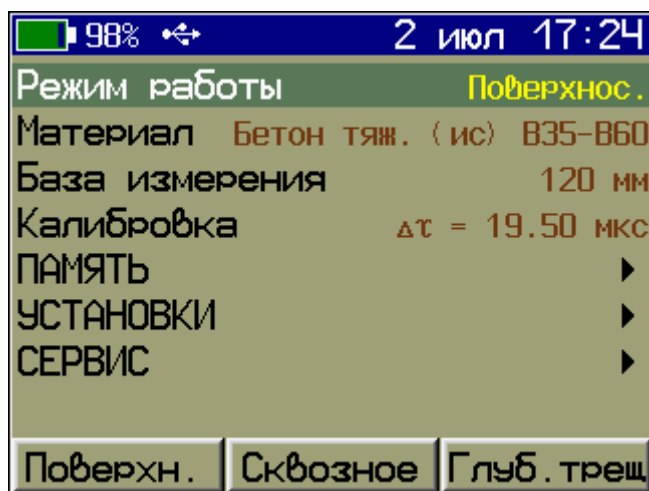 98% 2 июл 17:24
Режим работы Поверхнос.
Материал Бетон тяж. (ис) В35-В60
База измерения 120 мм
Калибровка Δτ = 19.50 мкс
ПАМЯТЬ
УСТАНОВКИ
СЕРВИС
Поверхн. Сквозное Глуб.трещ